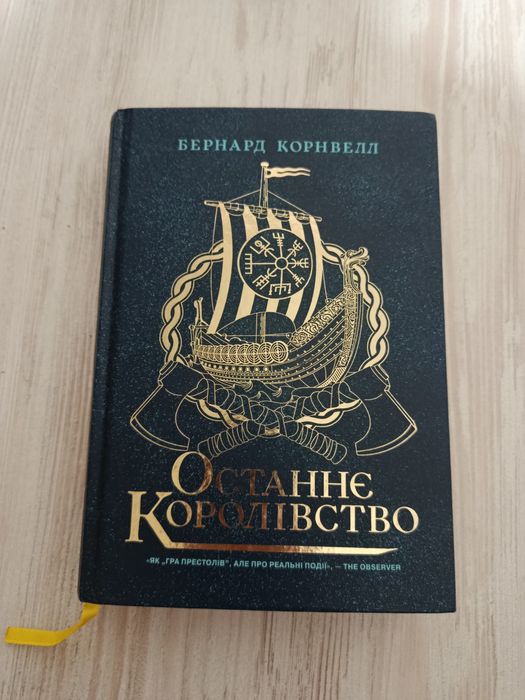 БЕРНАРД КОРНВЕЛЛ
ОСТАННЄ
КОРОЛІВСТВО
«ЯК „ГРА ПРЕСТОЛІВ", АЛЕ ПРО РЕАЛЬНІ ПОДІЇ», — THE OBSERVER